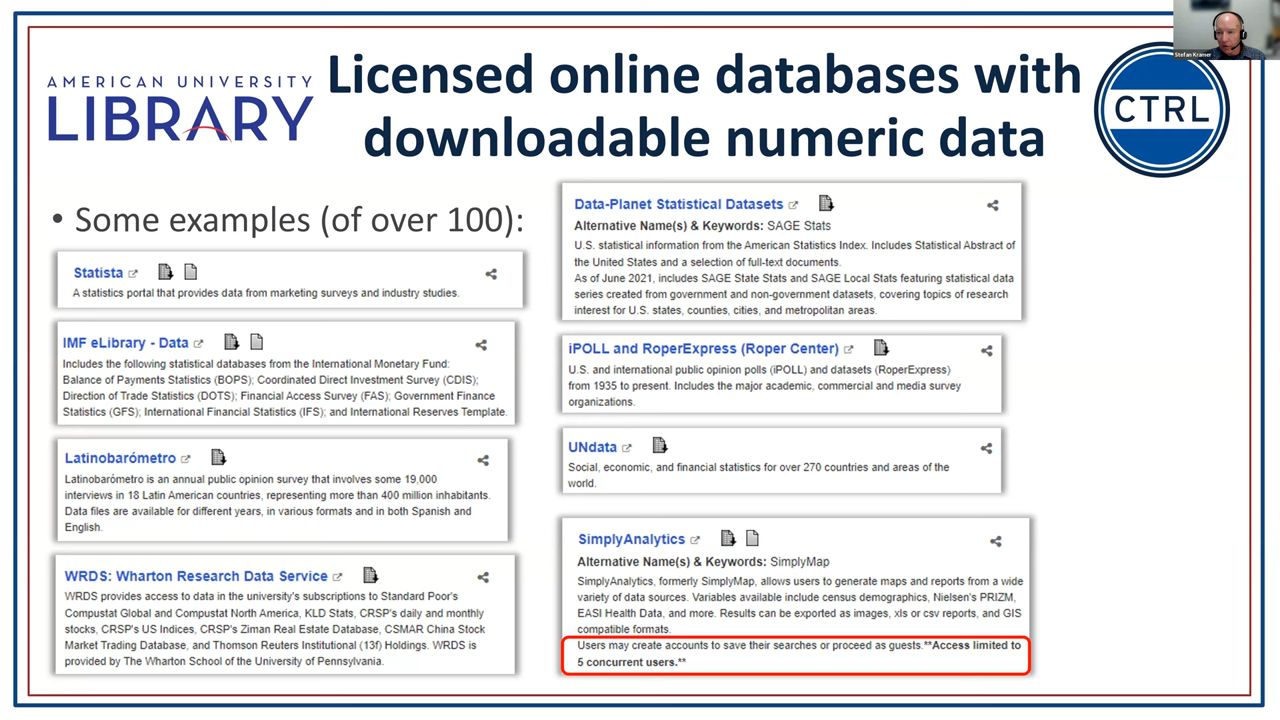 Stefan Kramer
AMERICAN UNIVERSITY
LIBRARY
Licensed online databases with
downloadable numeric data
CTRL
• Some examples (of over 100):
Statista
A statistics portal that provides data from marketing surveys and industry studies.
IMF eLibrary - Data
Includes the following statistical databases from the International Monetary Fund:
Balance of Payments Statistics (BOPS); Coordinated Direct Investment Survey (CDIS);
Direction of Trade Statistics (DOTS); Financial Access Survey (FAS); Government Finance
Statistics (GFS); International Financial Statistics (IFS); and International Reserves Template.
Latinobarómetro
Latinobarómetro is an annual public opinion survey that involves some 19,000
interviews in 18 Latin American countries, representing more than 400 million inhabitants.
Data files are available for different years, in various formats and in both Spanish and
English.
WRDS: Wharton Research Data Service
WRDS provides access to data in the university's subscriptions to Standard Poor's
Compustat Global and Compustat North America, KLD Stats, CRSP's daily and monthly
stocks, CRSP's US Indices, CRSP's Ziman Real Estate Database, CSMAR China Stock
Market Trading Database, and Thomson Reuters Institutional (13f) Holdings. WRDS is
provided by The Wharton School of the University of Pennsylvania.
Data-Planet Statistical Datasets
Alternative Name(s) & Keywords: SAGE Stats
U.S. statistical information from the American Statistics Index. Includes Statistical Abstract of
the United States and a selection of full-text documents.
As of June 2021, includes SAGE State Stats and SAGE Local Stats featuring statistical data
series created from government and non-government datasets, covering topics of research
interest for U.S. states, counties, cities, and metropolitan areas.
iPOLL and RoperExpress (Roper Center)
U.S. and international public opinion polls (iPOLL) and datasets (RoperExpress)
from 1935 to present. Includes the major academic, commercial and media survey
organizations.
UNdata
Social, economic, and financial statistics for over 270 countries and areas of the
world.
SimplyAnalytics
Alternative Name(s) & Keywords: SimplyMap
SimplyAnalytics, formerly SimplyMap, allows users to generate maps and reports from a wide
variety of data sources. Variables available include census demographics, Nielsen's PRIZM,
EASI Health Data, and more. Results can be exported as images, xls or csv reports, and GIS
compatible formats.
Users may create accounts to save their searches or proceed as guests.**Access limited to
5 concurrent users.**